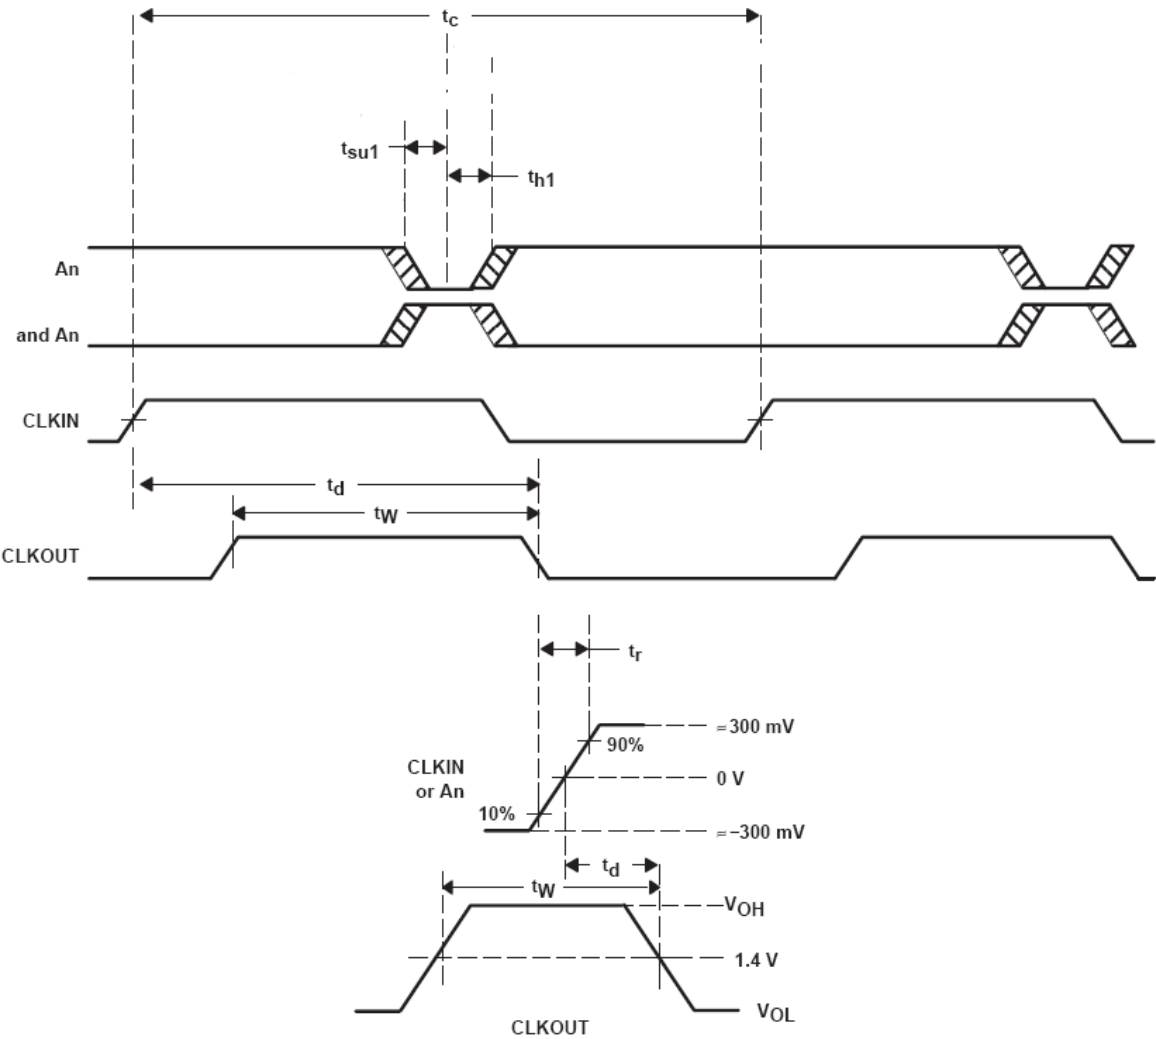 tc
tsu1
th1
An
and An
CLKIN
td
tW
CLKOUT
tr
≈300 mV
90%
CLKIN
or An
0 V
10%
≈−300 mV
td
tW
VOH
1.4 V
VOL
CLKOUT